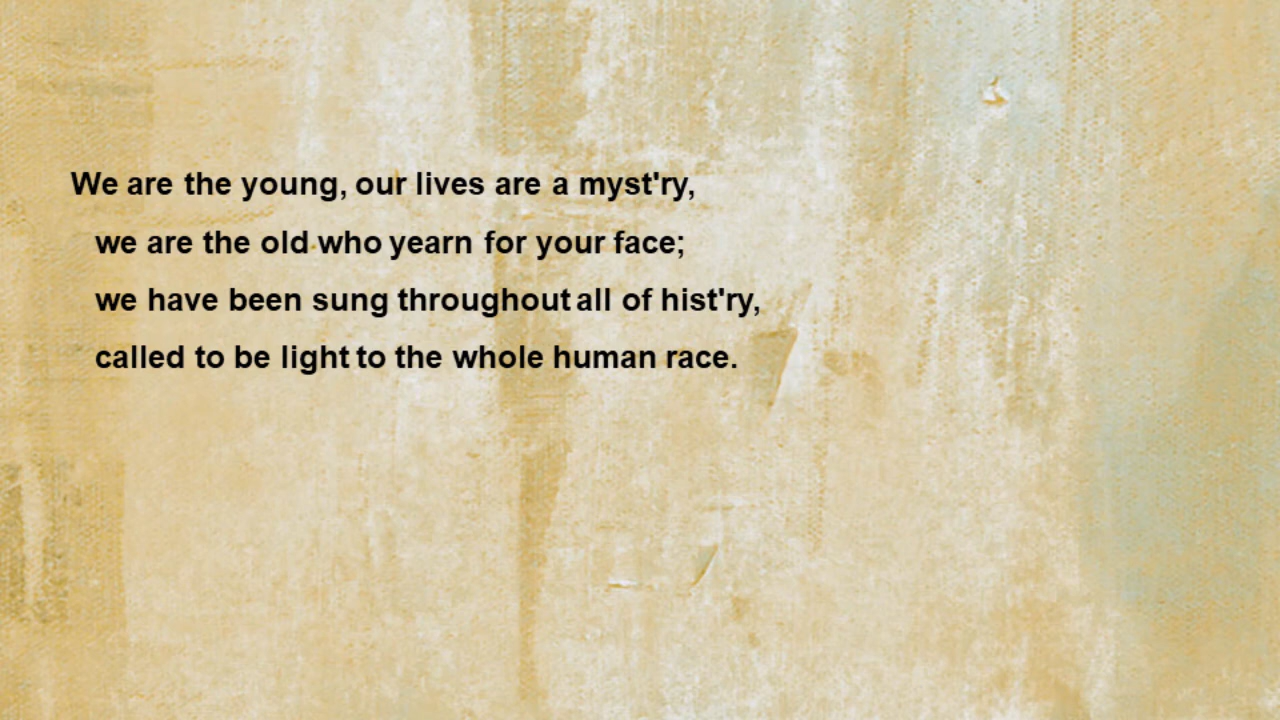 We are the young, our lives are a myst'ry,
we are the old who yearn for your face;
we have been sung throughout all of hist'ry,
called to be light to the whole human race.